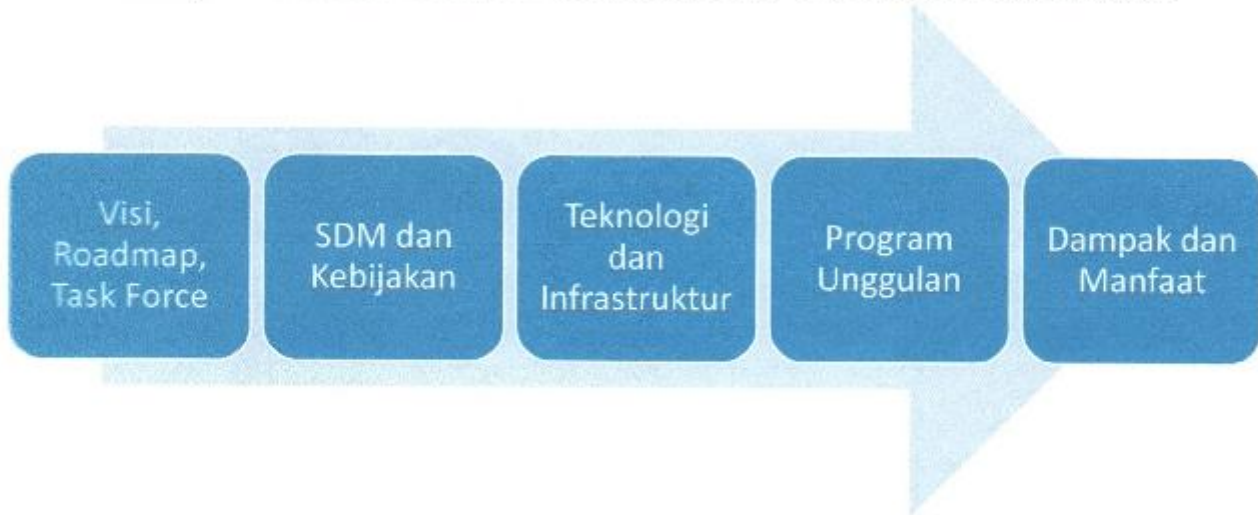 Visi,
Roadmap,
Task Force
SDM dan
Kebijakan
Teknologi
dan
Infrastruktur
Program
Unggulan
Dampak dan
Manfaat